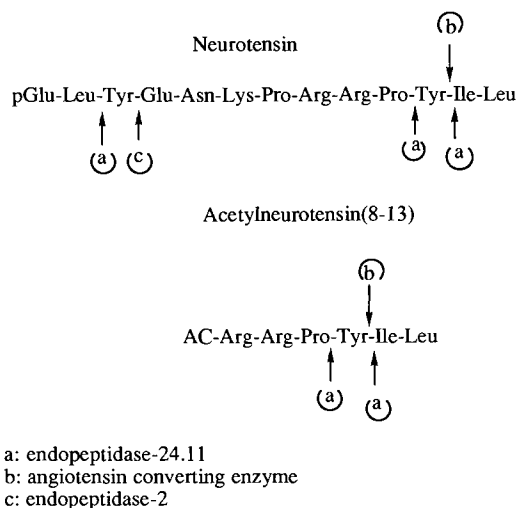 Neurotensin
b
pGlu-Leu-Tyr-Glu-Asn-Lys-Pro-Arg-Arg-Pro-Tyr-Ile-Leu
a c a a
Acetylneurotensin(8-13)
b
AC-Arg-Arg-Pro-Tyr-Ile-Leu
a a
a: endopeptidase-24.11
b: angiotensin converting enzyme
c: endopeptidase-2